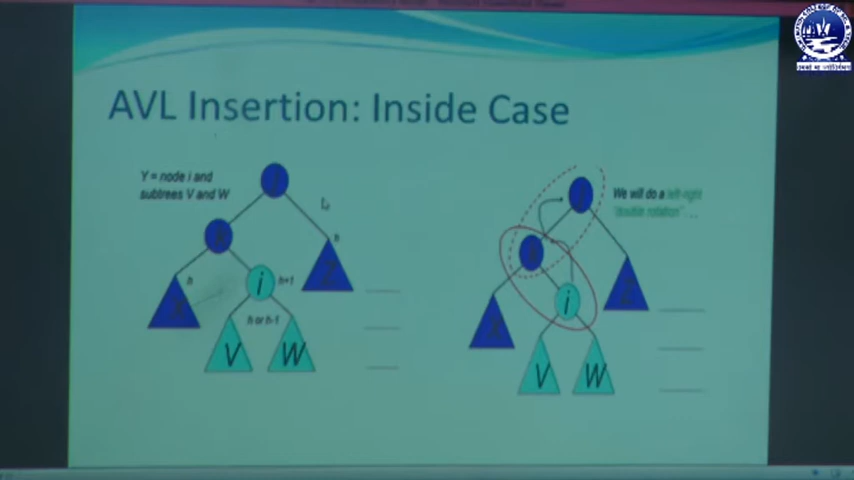 AVL Insertion: Inside Case
Y = node i and
subtrees V and W
h
h
i
h+1
h or h-1
V
W
Z
We will do a left-right
"double rotation" . . .
i
Z
V
W